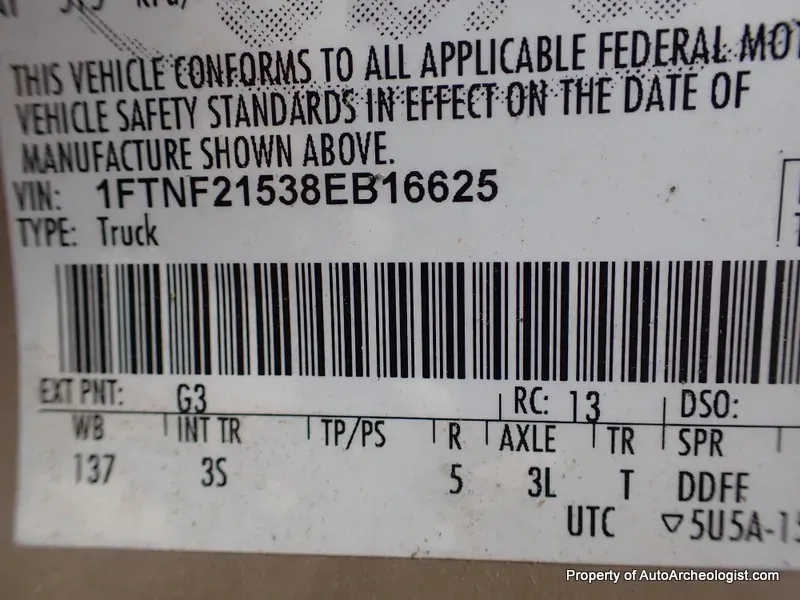 THIS VEHICLE CONFORMS TO ALL APPLICABLE FEDERAL
VEHICLE SAFETY STANDARDS IN EFFECT ON THE DATE OF
MANUFACTURE SHOWN ABOVE.
VIN: 1FTNF21538EB16625
TYPE: Truck
EXT PNT: G3 RC: 13 DSO:
WB INT TR TP/PS R AXLE TR SPR
137 3S 5 3L T DDFF
UTC ▽5U5A-15
Property of AutoArcheologist.com